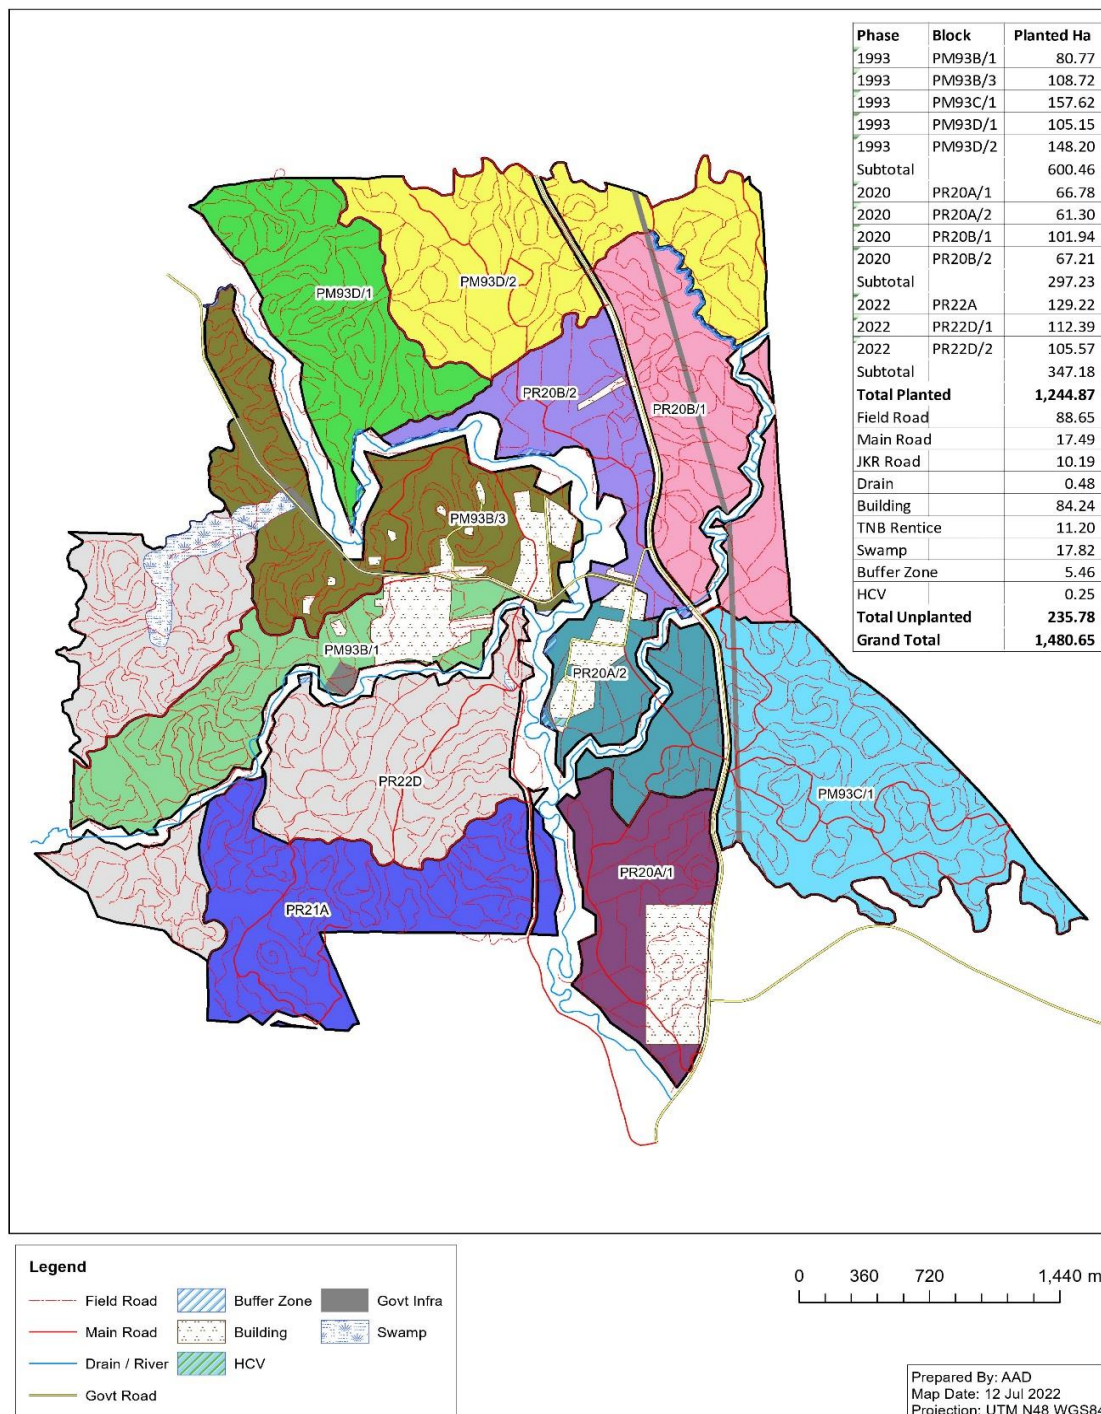 Phase Block Planted Ha
1993 PM93B/1 80.77
1993 PM93B/3 108.72
1993 PM93C/1 157.62
1993 PM93D/1 105.15
1993 PM93D/2 148.20
Subtotal 600.46
2020 PR20A/1 66.78
2020 PR20A/2 61.30
2020 PR20B/1 101.94
2020 PR20B/2 67.21
Subtotal 297.23
2022 PR22A 129.22
2022 PR22D/1 112.39
2022 PR22D/2 105.57
Subtotal 347.18
Total Planted 1,244.87
Field Road 88.65
Main Road 17.49
JKR Road 10.19
Drain 0.48
Building 84.24
TNB Rentice 11.20
Swamp 17.82
Buffer Zone 5.46
HCV 0.25
Total Unplanted 235.78
Grand Total 1,480.65
PM93D/1
PM93D/2
PR20B/2
PR20B/1
PM93B/3
PM93B/1
PR20A/2
PR22D
PM93C/1
PR20A/1
PR21A
Legend
Field Road
Buffer Zone
Govt Infra
Main Road
Building
Swamp
Drain / River
HCV
Govt Road
0 360 720 1,440 m
Prepared By: AAD
Map Date: 12 Jul 2022
Projection: UTM N48 WGS84